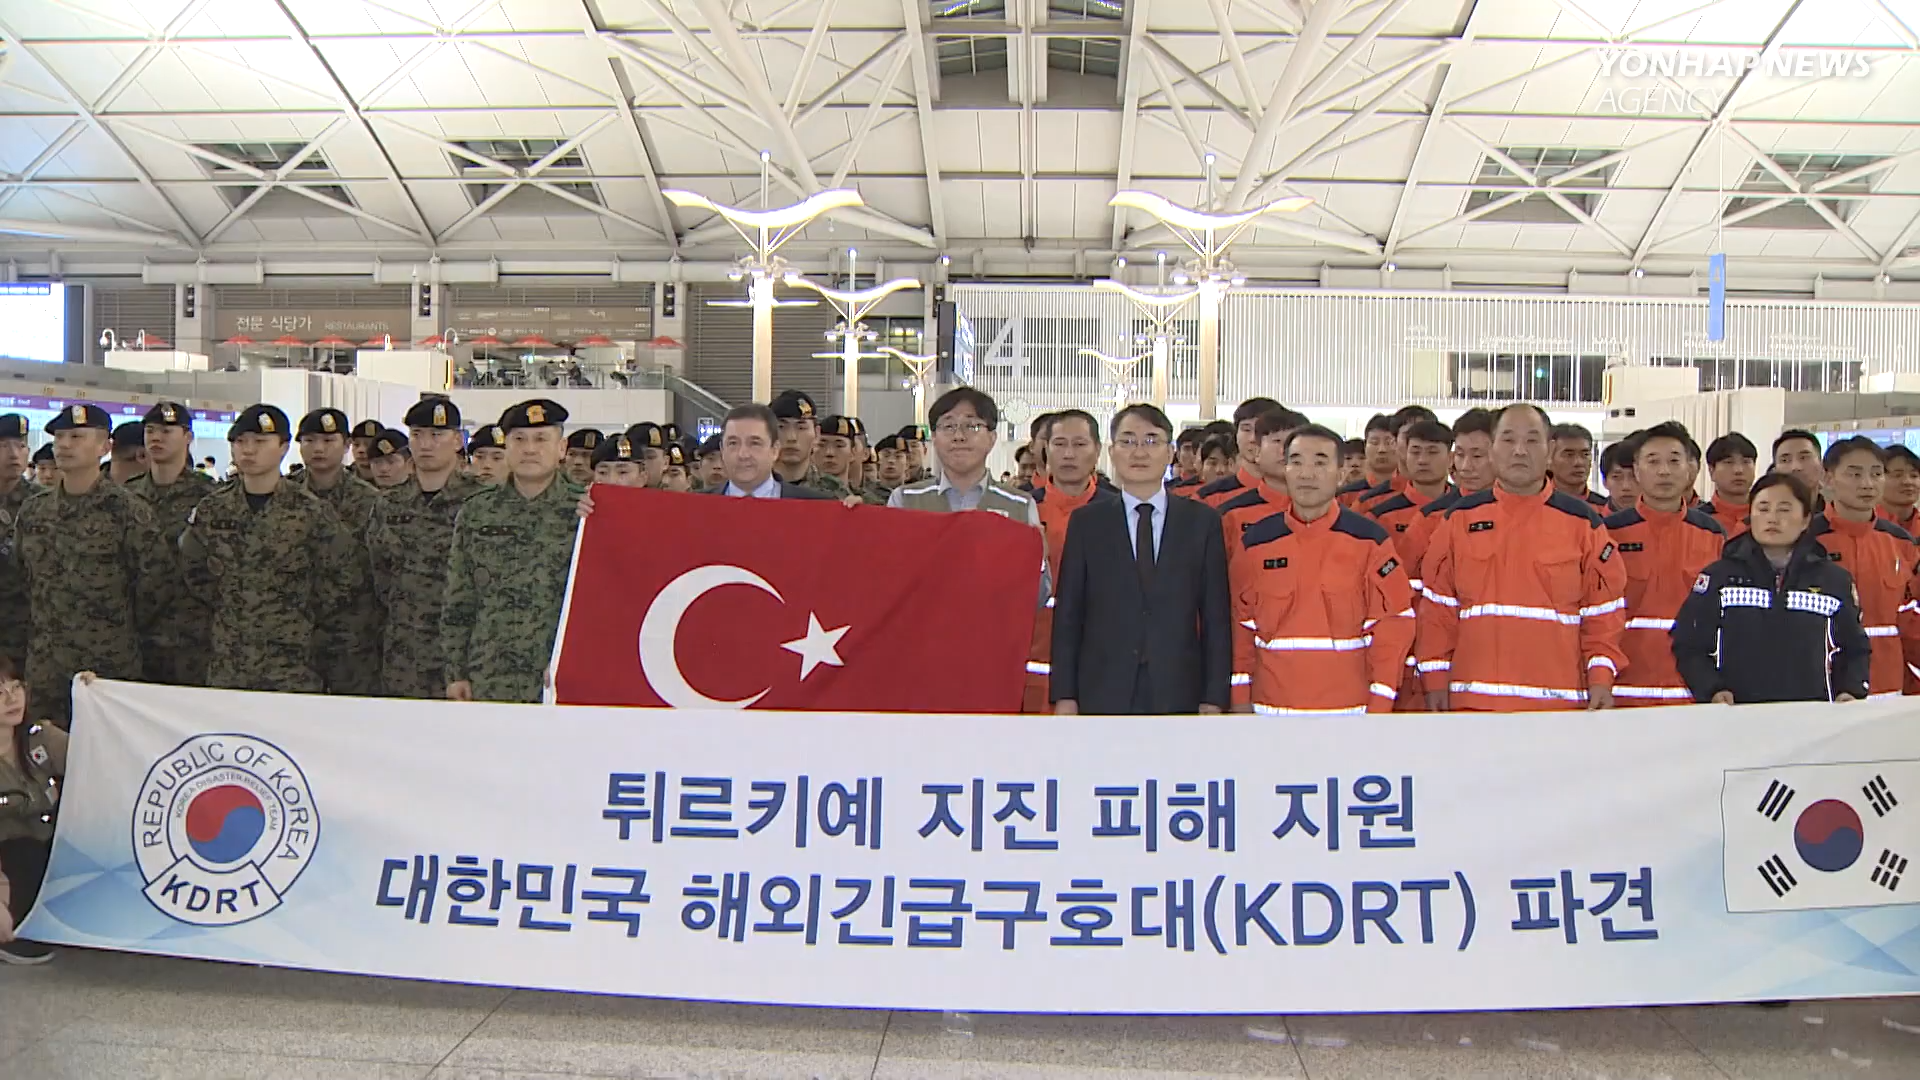 YONHAPNEWS
AGENCY
전문 식당가 RESTAURANTS
4
REPUBLIC OF KOREA
KOREA DISASTER RELIEF TEAM
KDRT
튀르키예 지진 피해 지원
대한민국 해외긴급구호대(KDRT) 파견